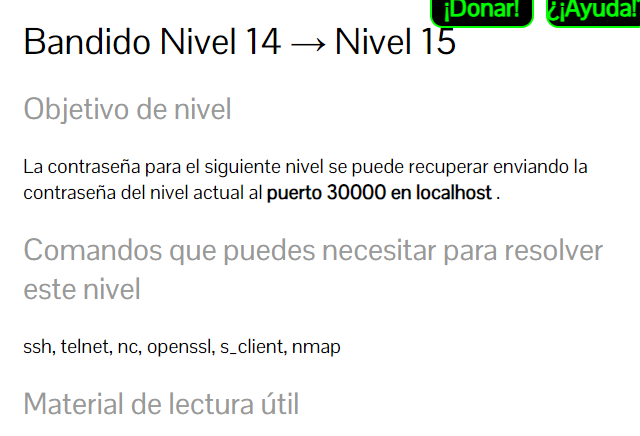 ¡Donar!
¿¡Ayuda!
Bandido Nivel 14 → Nivel 15
Objetivo de nivel
La contraseña para el siguiente nivel se puede recuperar enviando la
contraseña del nivel actual al puerto 30000 en localhost .
Comandos que puedes necesitar para resolver
este nivel
ssh, telnet, nc, openssl, s_client, nmap
Material de lectura útil